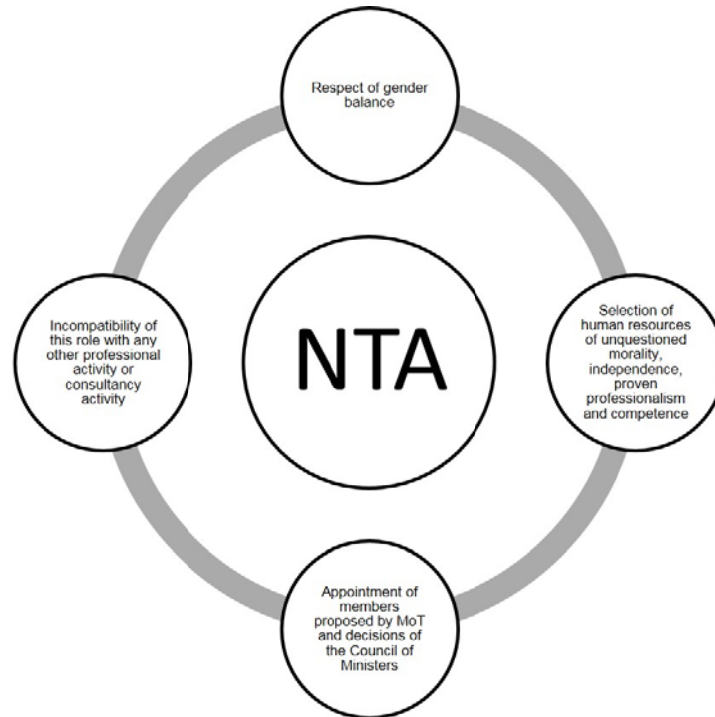 Respect of gender
balance
Incompatibility of
this role with any
other professional
activity or
consultancy
activity
NTA
Selection of
human resources
of unquestioned
morality,
independence,
proven
professionalism
and competence
Appointment of
members
proposed by MoT
and decisions of
the Council of
Ministers